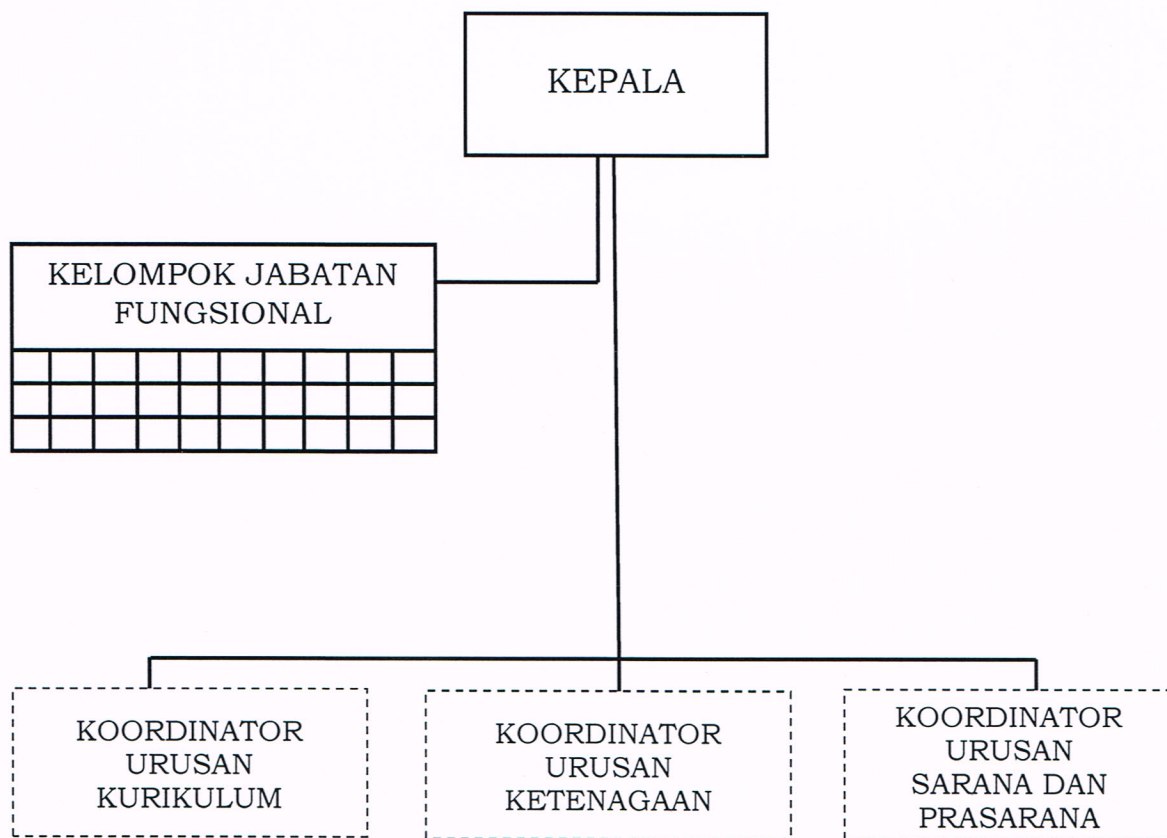 KEPALA
KELOMPOK JABATAN
FUNGSIONAL
KOORDINATOR
URUSAN
KURIKULUM
KOORDINATOR
URUSAN
KETENAGAAN
KOORDINATOR
URUSAN
SARANA DAN
PRASARANA